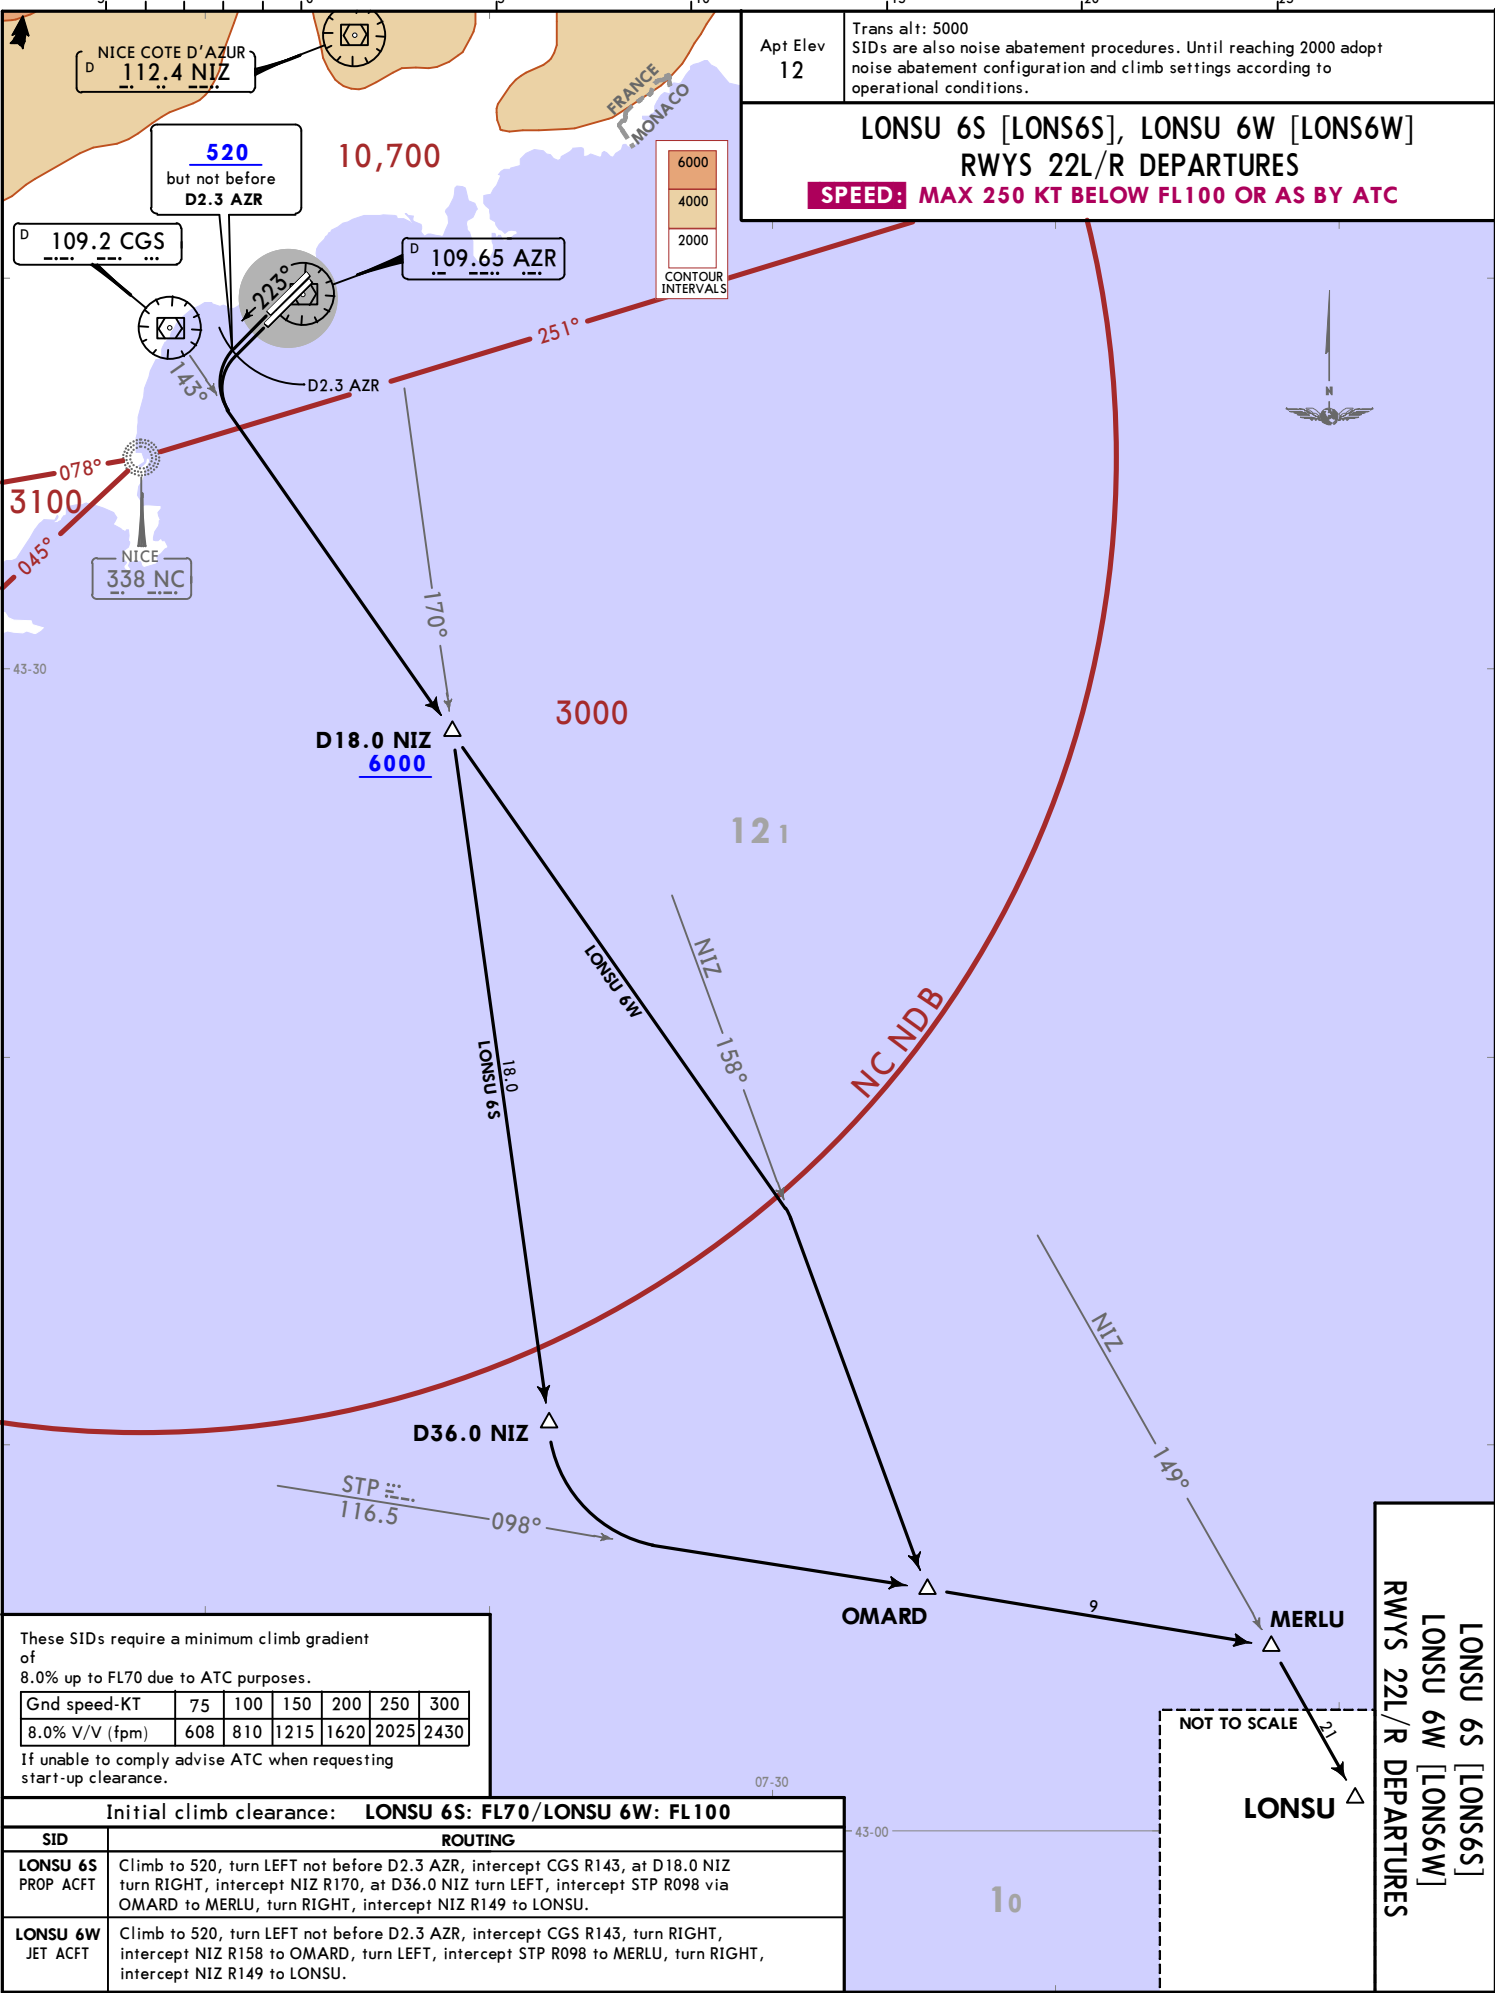 5
0
5
10
15
20
25
NICE COTE D'AZUR
D 112.4 NIZ
Apt Elev
12
Trans alt: 5000
SIDs are also noise abatement procedures. Until reaching 2000 adopt
noise abatement configuration and climb settings according to
operational conditions.
LONSU 6S [LONS6S], LONSU 6W [LONS6W]
RWYS 22L/R DEPARTURES
SPEED: MAX 250 KT BELOW FL100 OR AS BY ATC
FRANCE
MONACO
520
but not before
D2.3 AZR
10,700
6000
4000
2000
CONTOUR
INTERVALS
D 109.2 CGS
D 109.65 AZR
223°
251°
143°
D2.3 AZR
N
078°
3100
045°
NICE
338 NC
170°
43-30
3000
D18.0 NIZ
6000
12 1
LONSU 6W
NIZ
158°
NC NDB
LONSU 6S
18.0
NIZ
149°
D36.0 NIZ
STP
116.5
098°
OMARD
9
MERLU
NOT TO SCALE
21
LONSU
LONSU 6S [LONS6S]
LONSU 6W [LONS6W]
RWYS 22L/R DEPARTURES
These SIDs require a minimum climb gradient
of
8.0% up to FL70 due to ATC purposes.
Gnd speed-KT 75 100 150 200 250 300
8.0% V/V (fpm) 608 810 1215 1620 2025 2430
If unable to comply advise ATC when requesting
start-up clearance.
07-30
43-00
10
Initial climb clearance: LONSU 6S: FL70/LONSU 6W: FL100
SID ROUTING
LONSU 6S
PROP ACFT
Climb to 520, turn LEFT not before D2.3 AZR, intercept CGS R143, at D18.0 NIZ
turn RIGHT, intercept NIZ R170, at D36.0 NIZ turn LEFT, intercept STP R098 via
OMARD to MERLU, turn RIGHT, intercept NIZ R149 to LONSU.
LONSU 6W
JET ACFT
Climb to 520, turn LEFT not before D2.3 AZR, intercept CGS R143, turn RIGHT,
intercept NIZ R158 to OMARD, turn LEFT, intercept STP R098 to MERLU, turn RIGHT,
intercept NIZ R149 to LONSU.